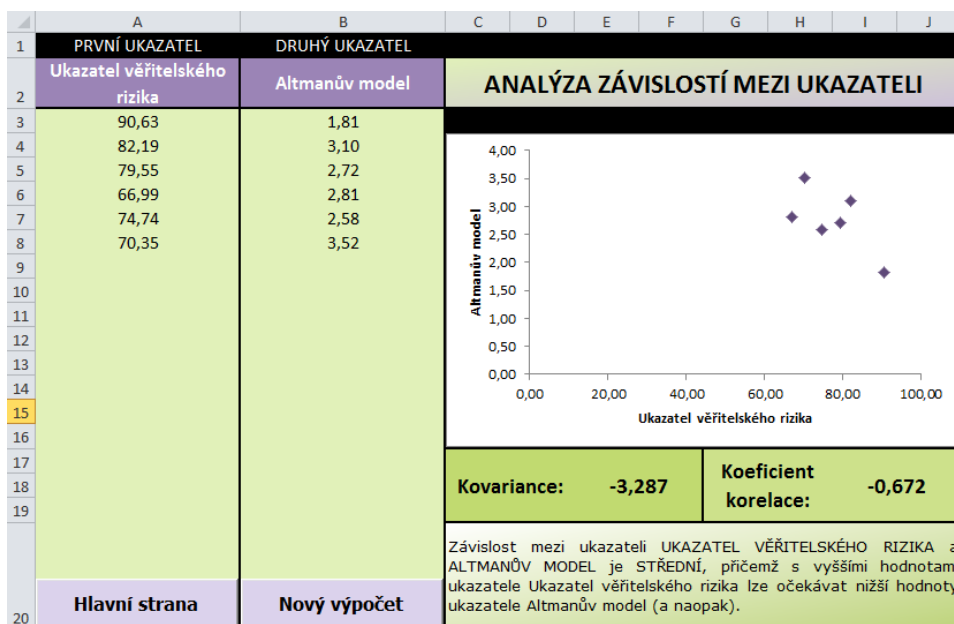 A B C D E F G H I J
1 PRVNÍ UKAZATEL DRUHÝ UKAZATEL
Ukazatel věřitelského
rizika
Altmanův model
2
ANALÝZA ZÁVISLOSTÍ MEZI UKAZATELI
3 90,63 1,81
4 82,19 3,10
5 79,55 2,72
6 66,99 2,81
7 74,74 2,58
8 70,35 3,52
9
10
11
12
13
14
15
16
17
18
19
20
4,00
3,50
3,00
2,50
2,00
1,50
1,00
0,50
0,00
Altmanův model
0,00 20,00 40,00 60,00 80,00 100,00
Ukazatel věřitelského rizika
Kovariance: -3,287
Koeficient
korelace:
-0,672
Závislost mezi ukazateli UKAZATEL VĚŘITELSKÉHO RIZIKA a
ALTMANŮV MODEL je STŘEDNÍ, přičemž s vyššími hodnotam
ukazatele Ukazatel věřitelského rizika lze očekávat nižší hodnoty
ukazatele Altmanův model (a naopak).
Hlavní strana Nový výpočet